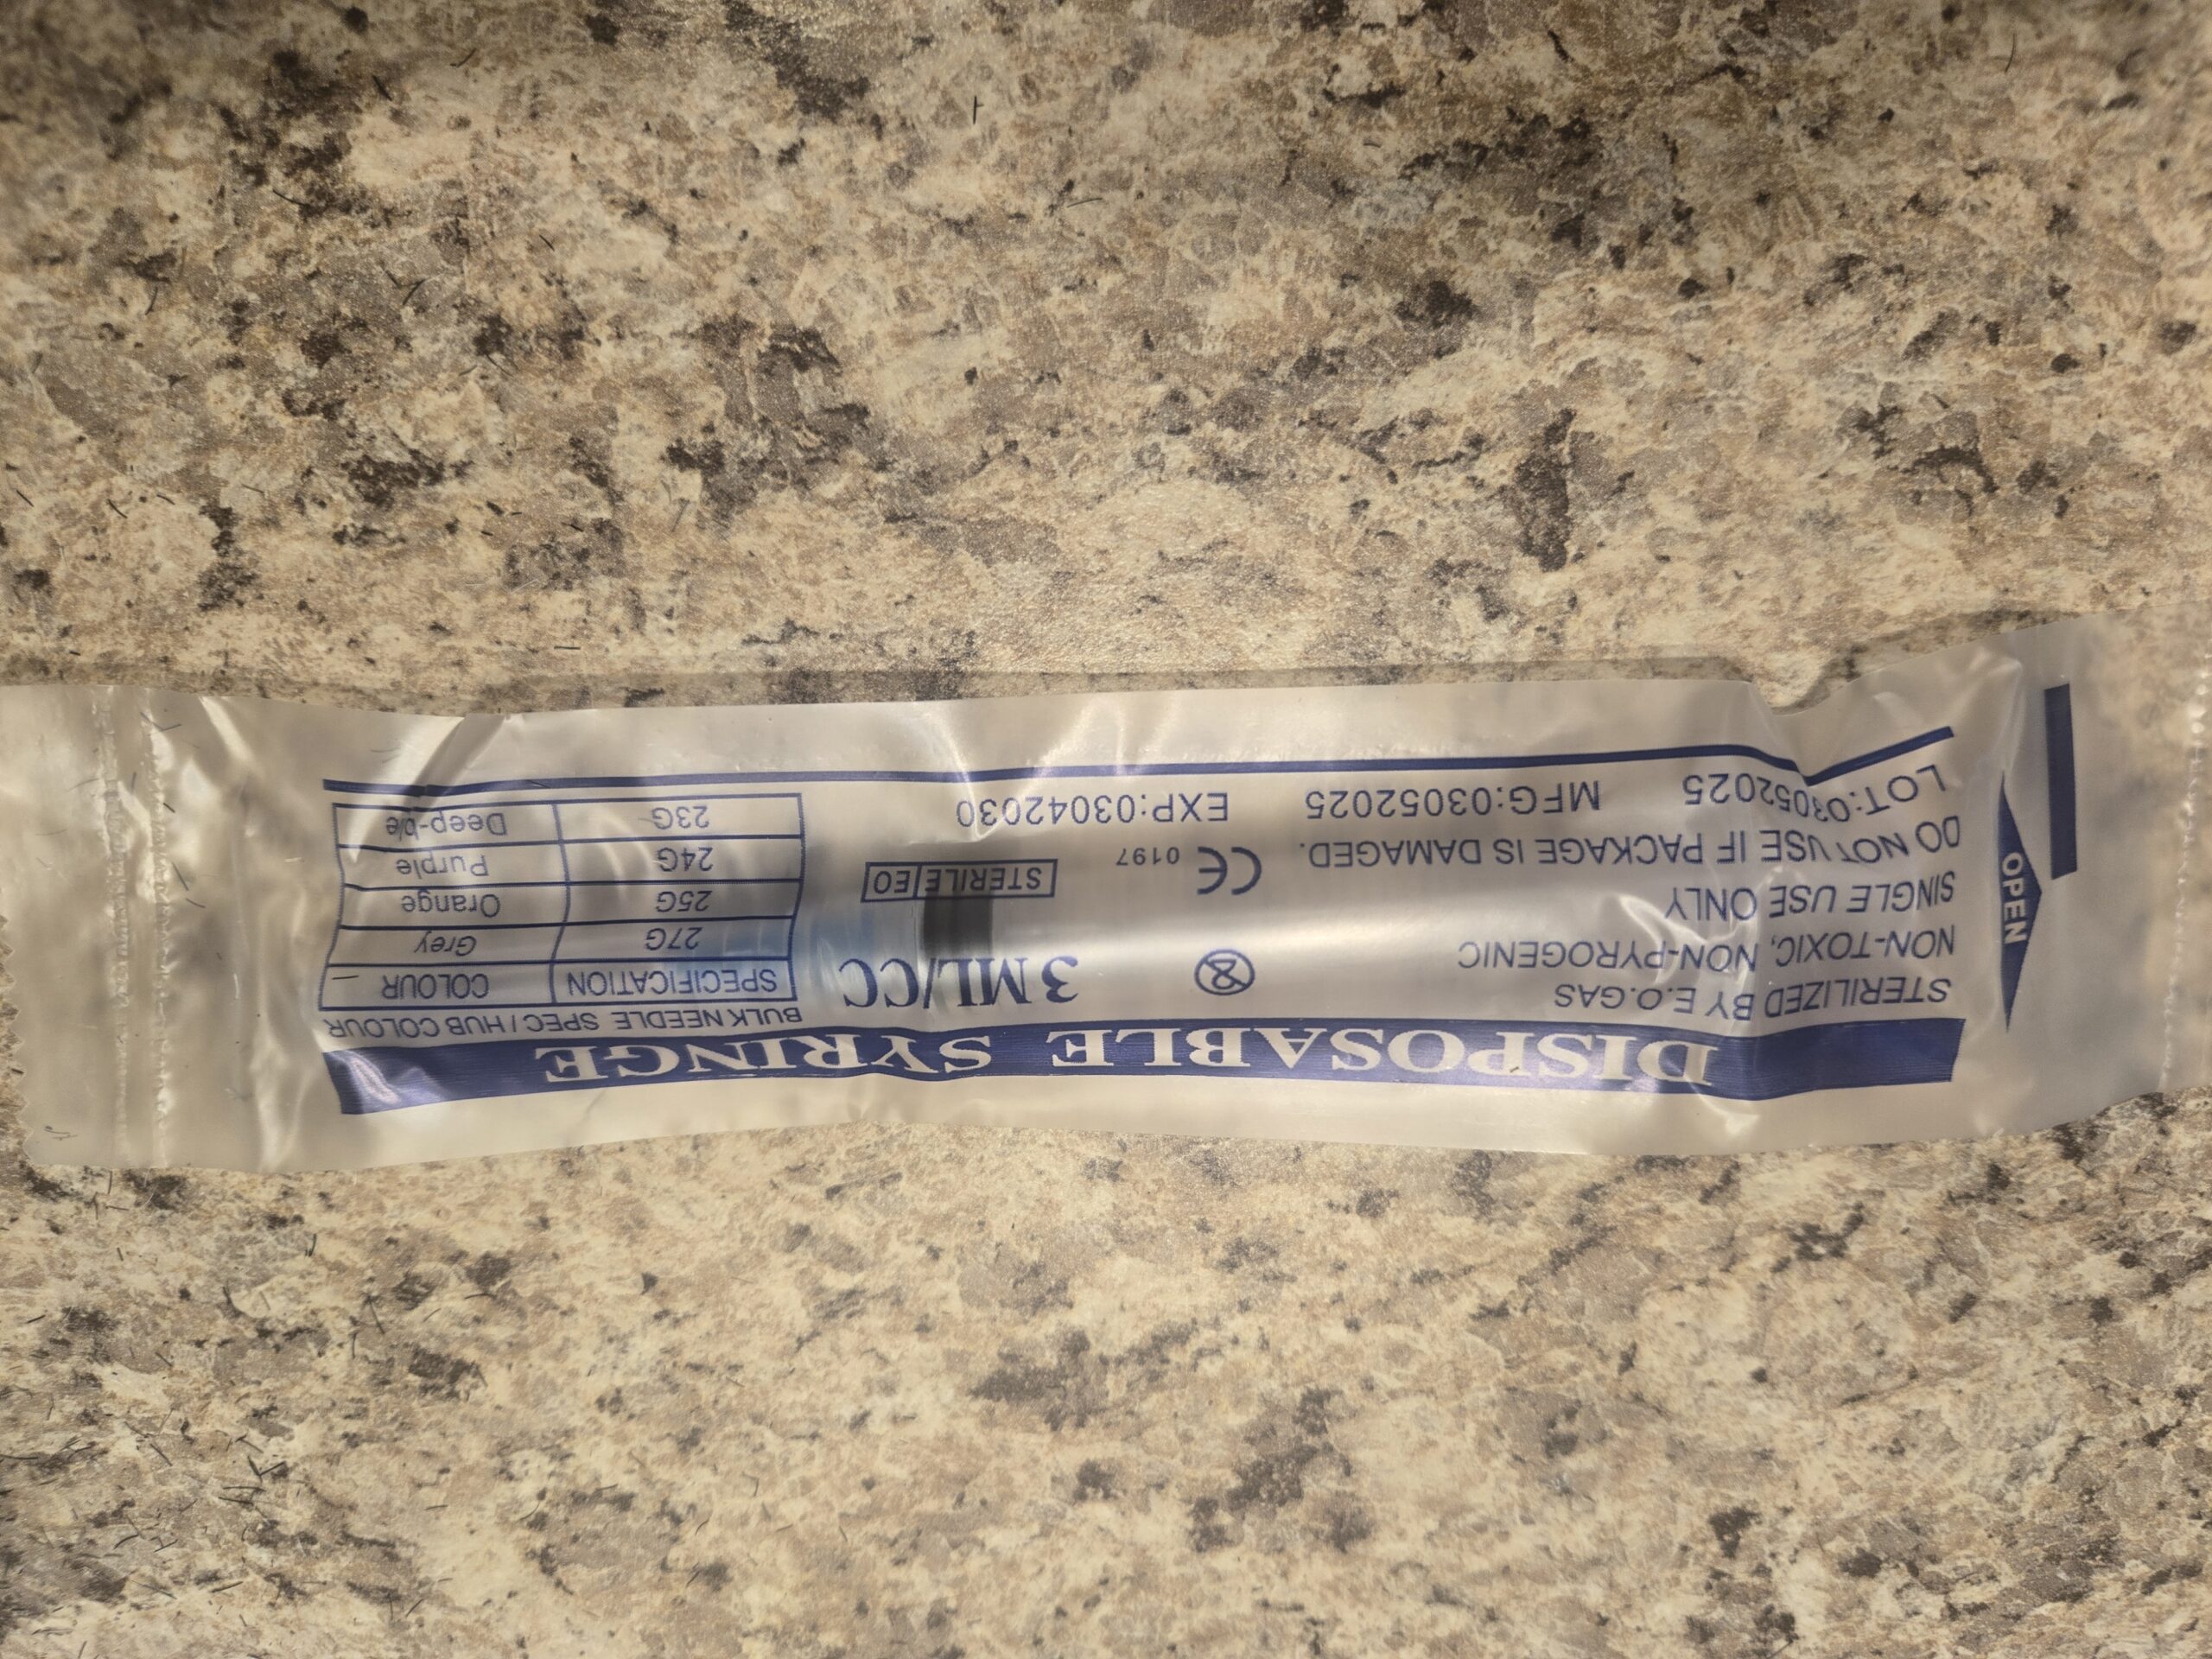 DISPOSABLE SYRINGE
STERILIZED BY E.O.GAS
NON-TOXIC, NON-PYROGENIC
SINGLE USE ONLY
DO NOT USE IF PACKAGE IS DAMAGED.
LOT:03052025 MFG:03052025 EXP:03042030
OPEN
3 ML/CC
CE 0197
STERILE EO
BULK NEEDLE SPEC / HUB COLOUR
SPECIFICATION COLOUR
27G Grey
25G Orange
24G Purple
23G Deep-ble